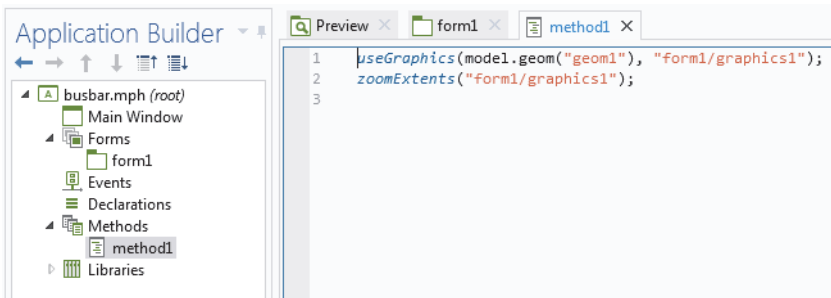 Application Builder
busbar.mph (root)
Main Window
Forms
form1
Events
Declarations
Methods
method1
Libraries
Preview
form1
method1
1 useGraphics(model.geom("geom1"), "form1/graphics1");
2 zoomExtents("form1/graphics1");
3